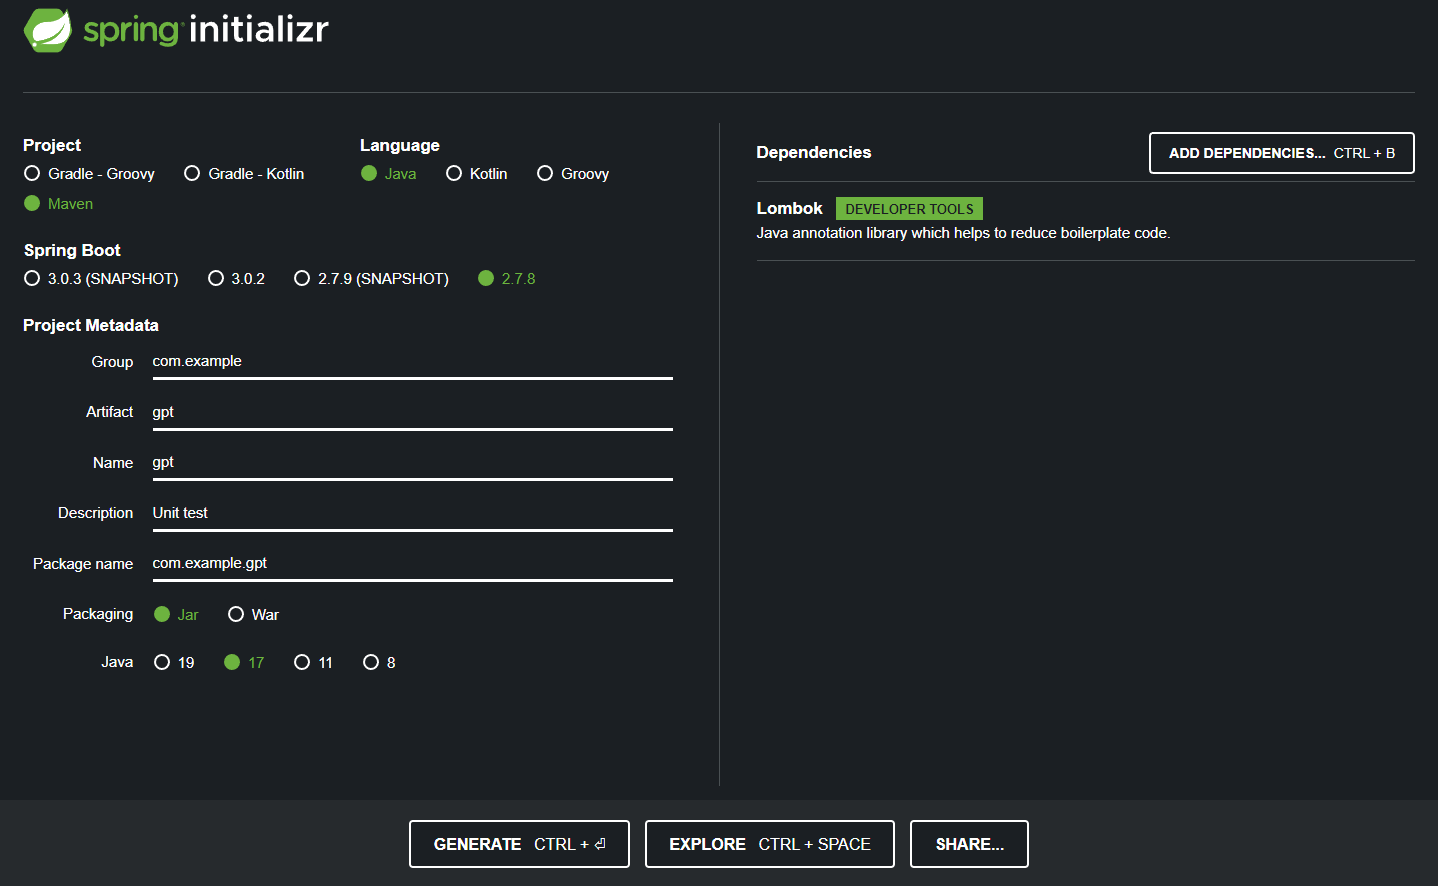 spring initializr
Project
Gradle - Groovy Gradle - Kotlin
Maven
Language
Java Kotlin Groovy
Spring Boot
3.0.3 (SNAPSHOT) 3.0.2 2.7.9 (SNAPSHOT) 2.7.8
Project Metadata
Group com.example
Artifact gpt
Name gpt
Description Unit test
Package name com.example.gpt
Packaging Jar War
Java 19 17 11 8
Dependencies
ADD DEPENDENCIES... CTRL + B
Lombok DEVELOPER TOOLS
Java annotation library which helps to reduce boilerplate code.
GENERATE CTRL + ⏎
EXPLORE CTRL + SPACE
SHARE...